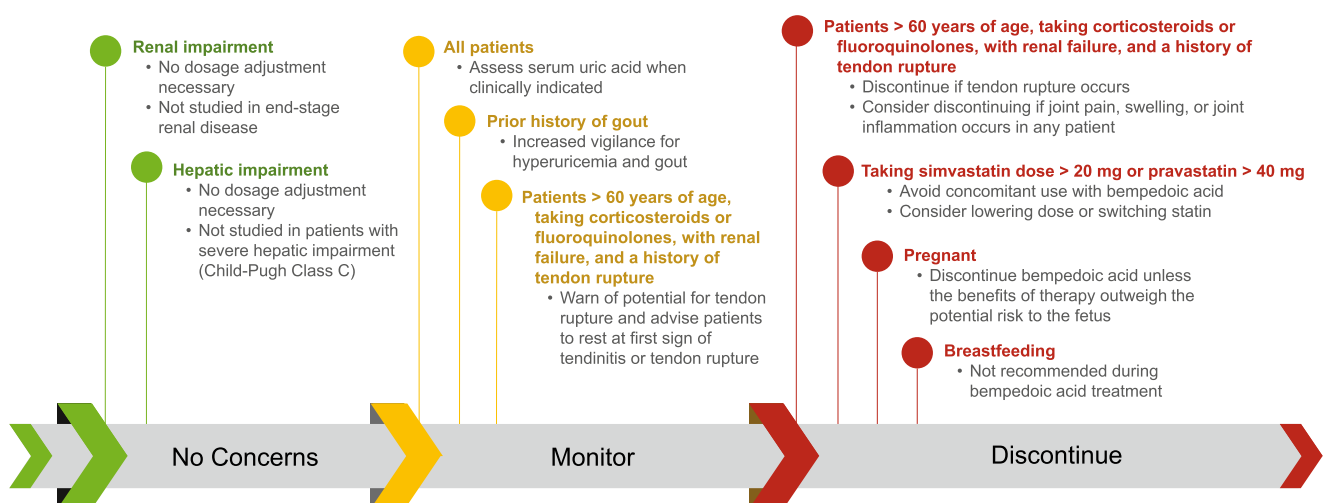 Renal impairment
• No dosage adjustment
necessary
• Not studied in end-stage
renal disease
Hepatic impairment
• No dosage adjustment
necessary
• Not studied in patients with
severe hepatic impairment
(Child-Pugh Class C)
All patients
• Assess serum uric acid when
clinically indicated
Prior history of gout
• Increased vigilance for
hyperuricemia and gout
Patients > 60 years of age,
taking corticosteroids or
fluoroquinolones, with renal
failure, and a history of
tendon rupture
• Warn of potential for tendon
rupture and advise patients
to rest at first sign of
tendinitis or tendon rupture
Patients > 60 years of age, taking corticosteroids or
fluoroquinolones, with renal failure, and a history of
tendon rupture
• Discontinue if tendon rupture occurs
• Consider discontinuing if joint pain, swelling, or joint
inflammation occurs in any patient
Taking simvastatin dose > 20 mg or pravastatin > 40 mg
• Avoid concomitant use with bempedoic acid
• Consider lowering dose or switching statin
Pregnant
• Discontinue bempedoic acid unless
the benefits of therapy outweigh the
potential risk to the fetus
Breastfeeding
• Not recommended during
bempedoic acid treatment
No Concerns
Monitor
Discontinue